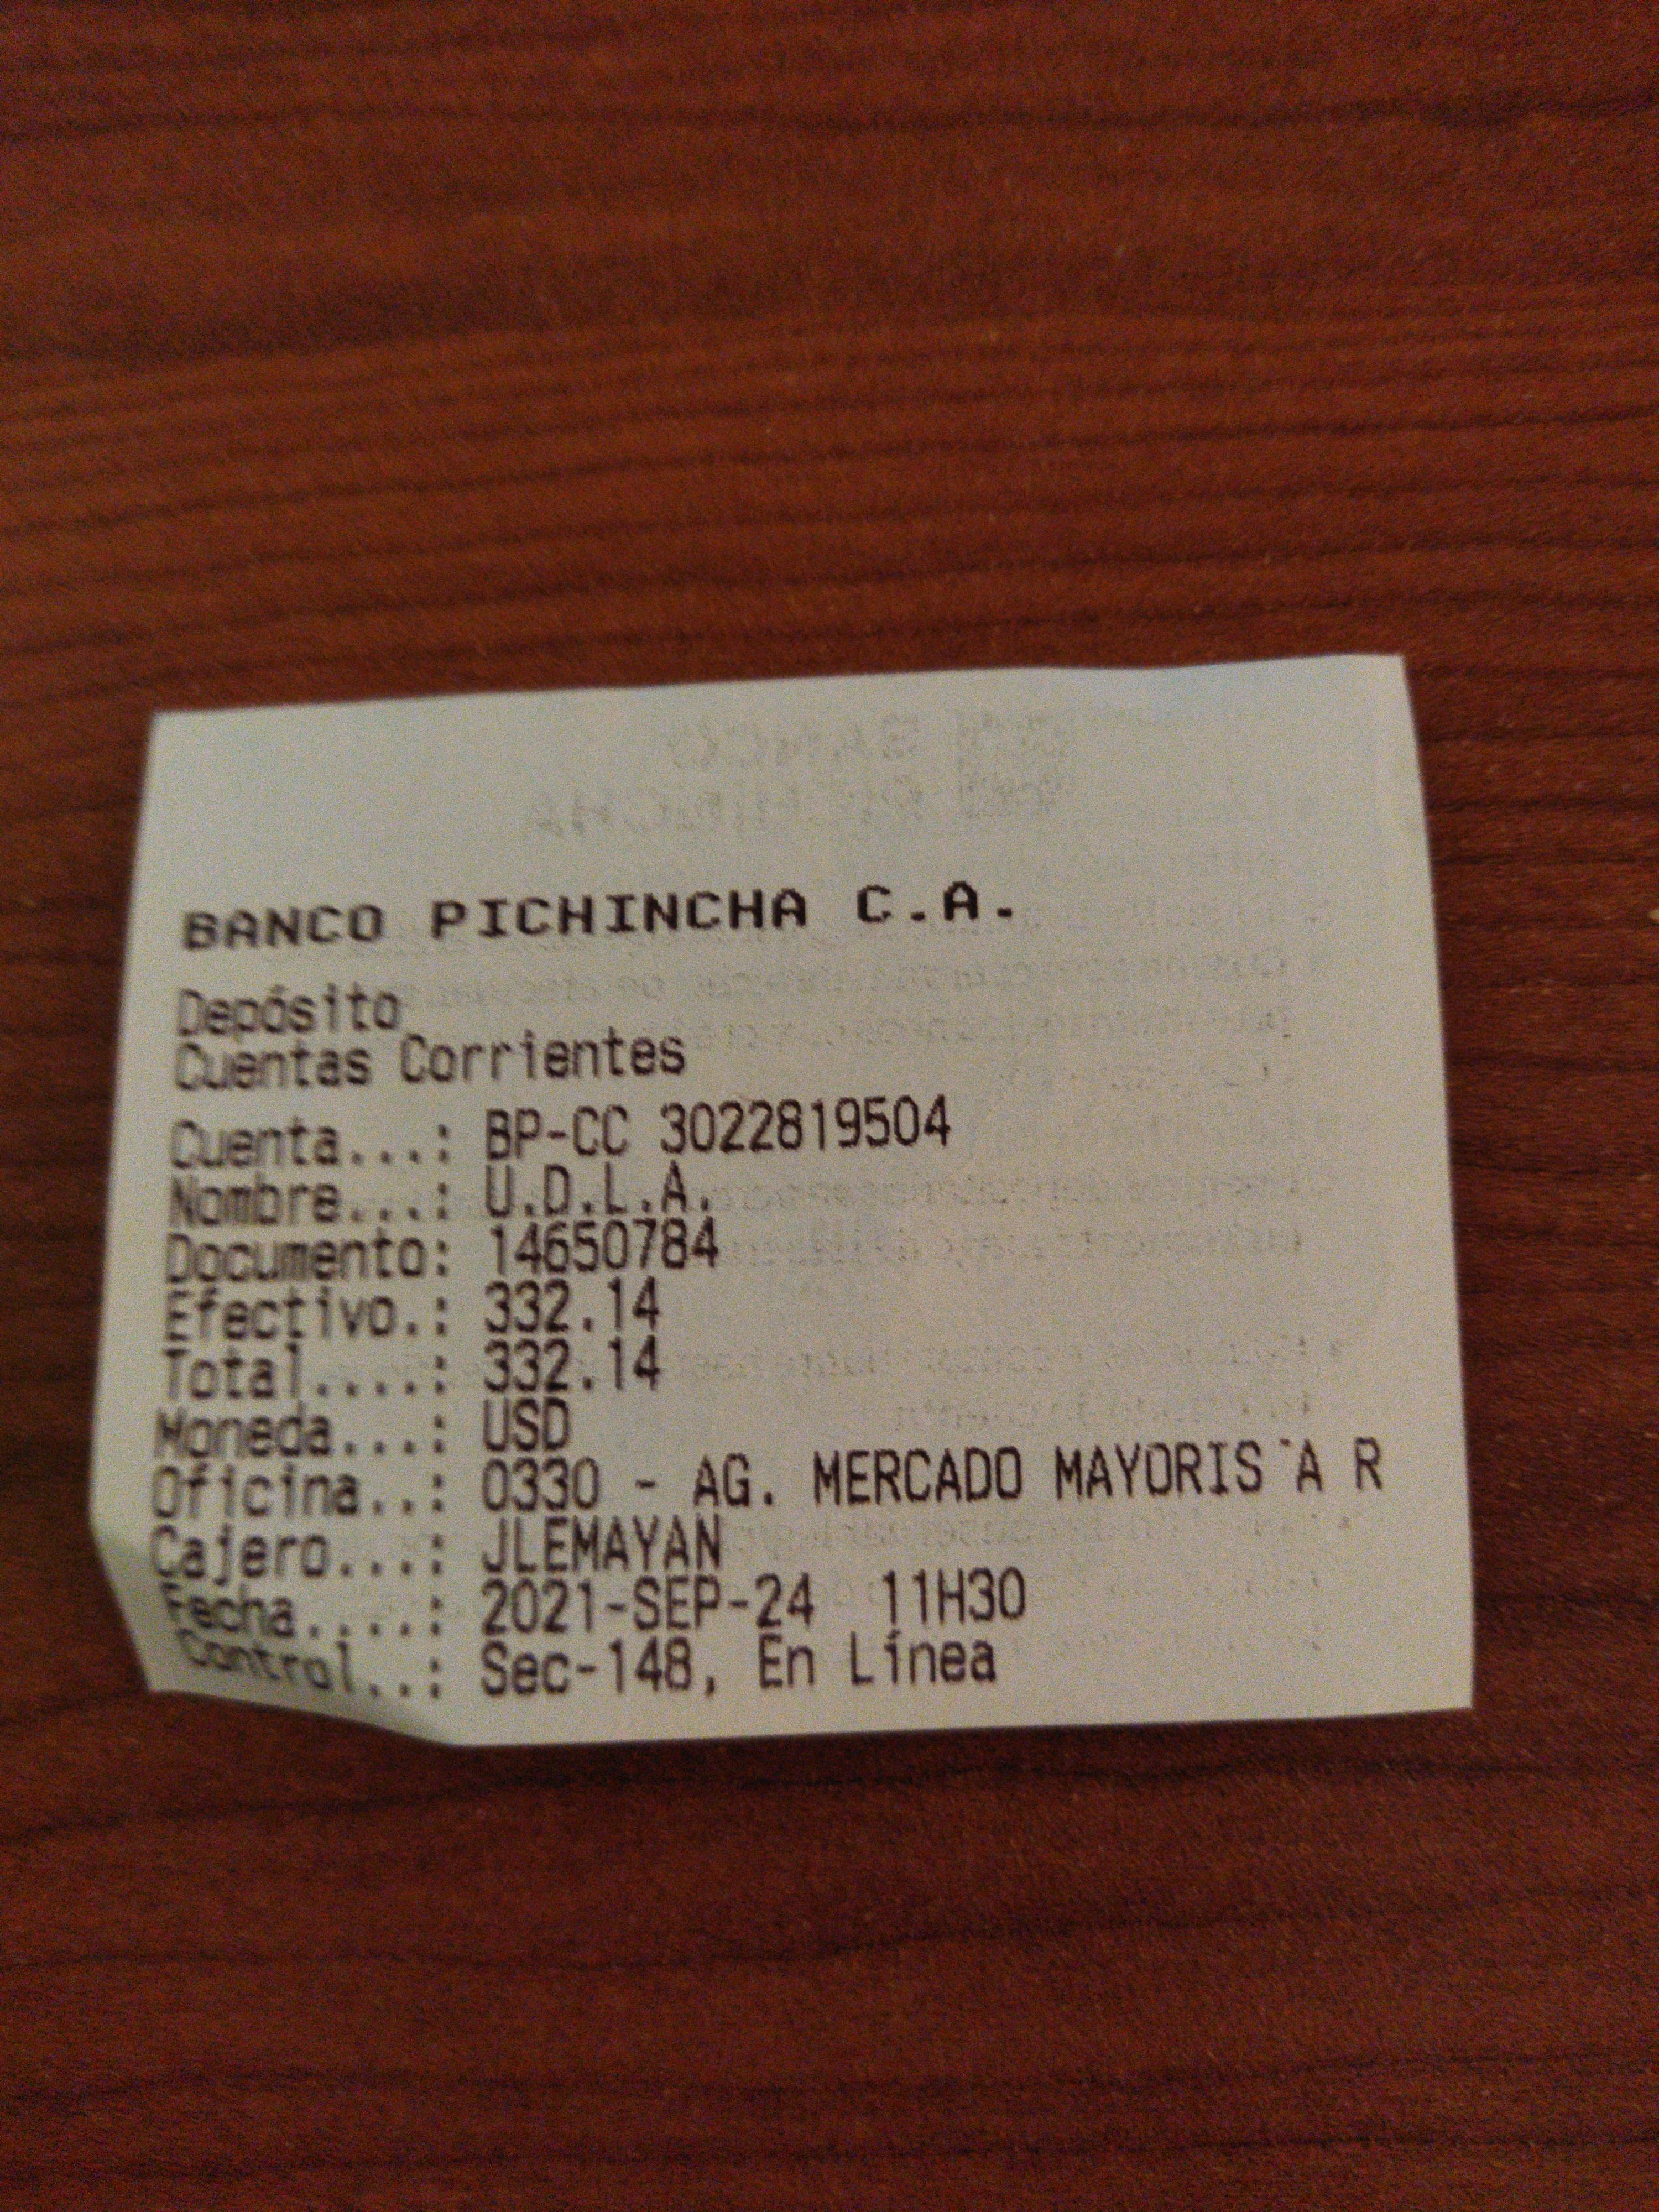 BANCO PICHINCHA C.A.
Depósito
Cuentas Corrientes
Cuenta...: BP-CC 3022819504
Nombre...: U.D.L.A.
Documento: 14650784
Efectivo.: 332.14
Total....: 332.14
Moneda...: USD
Oficina..: 0330 - AG. MERCADO MAYORIS A R
Cajero...: JLEMAYAN
Fecha....: 2021-SEP-24 11H30
Control..: Sec-148, En Línea